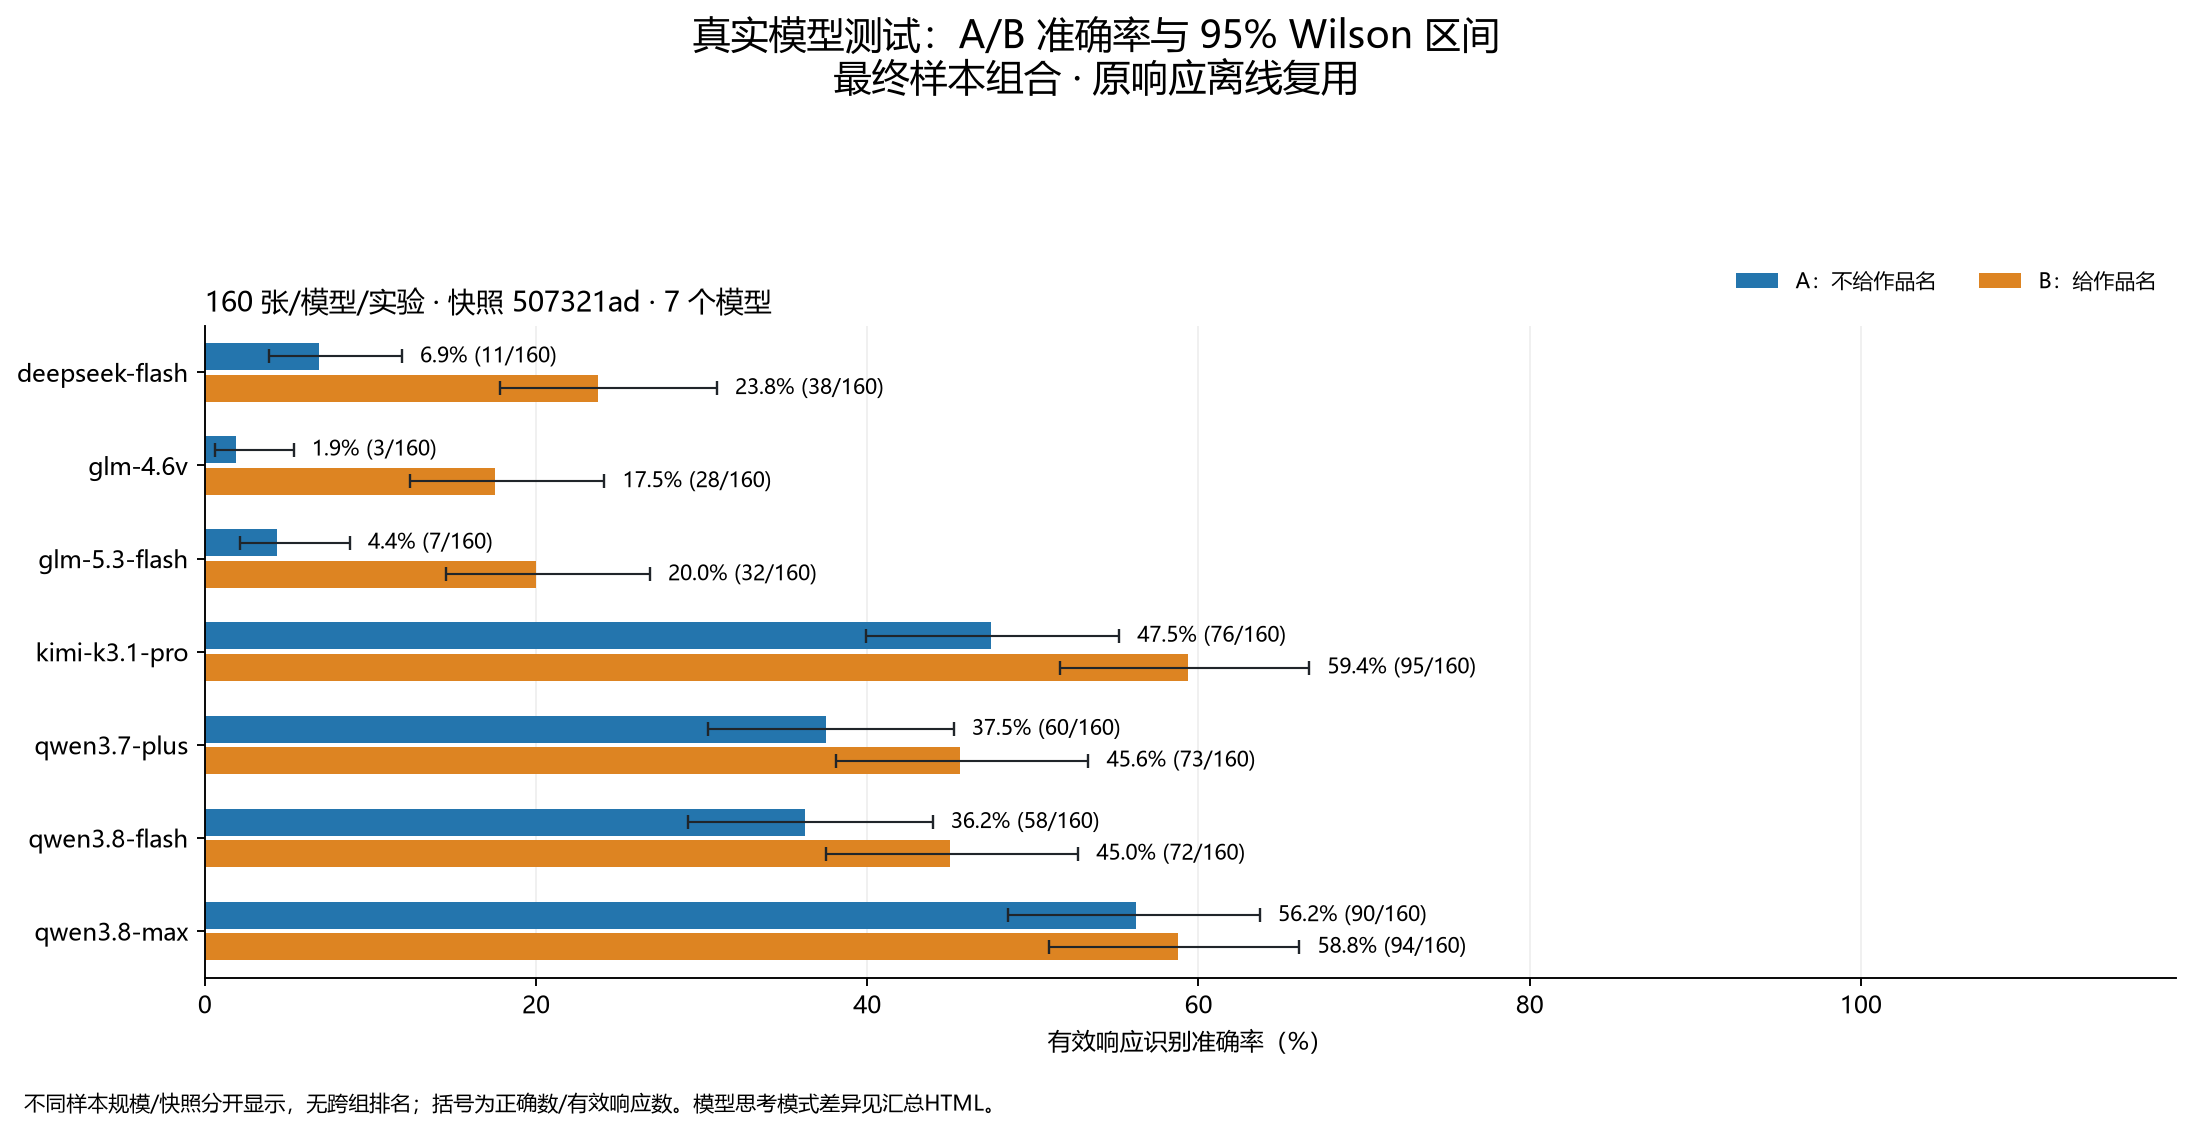 真实模型测试：A/B 准确率与 95% Wilson 区间
最终样本组合 · 原响应离线复用
A：不给作品名
B：给作品名
160 张/模型/实验 · 快照 507321ad · 7 个模型
deepseek-flash
6.9% (11/160)
23.8% (38/160)
glm-4.6v
1.9% (3/160)
17.5% (28/160)
glm-5.3-flash
4.4% (7/160)
20.0% (32/160)
kimi-k3.1-pro
47.5% (76/160)
59.4% (95/160)
qwen3.7-plus
37.5% (60/160)
45.6% (73/160)
qwen3.8-flash
36.2% (58/160)
45.0% (72/160)
qwen3.8-max
56.2% (90/160)
58.8% (94/160)
0 20 40 60 80 100
有效响应识别准确率（%）
不同样本规模/快照分开显示，无跨组排名；括号为正确数/有效响应数。模型思考模式差异见汇总HTML。